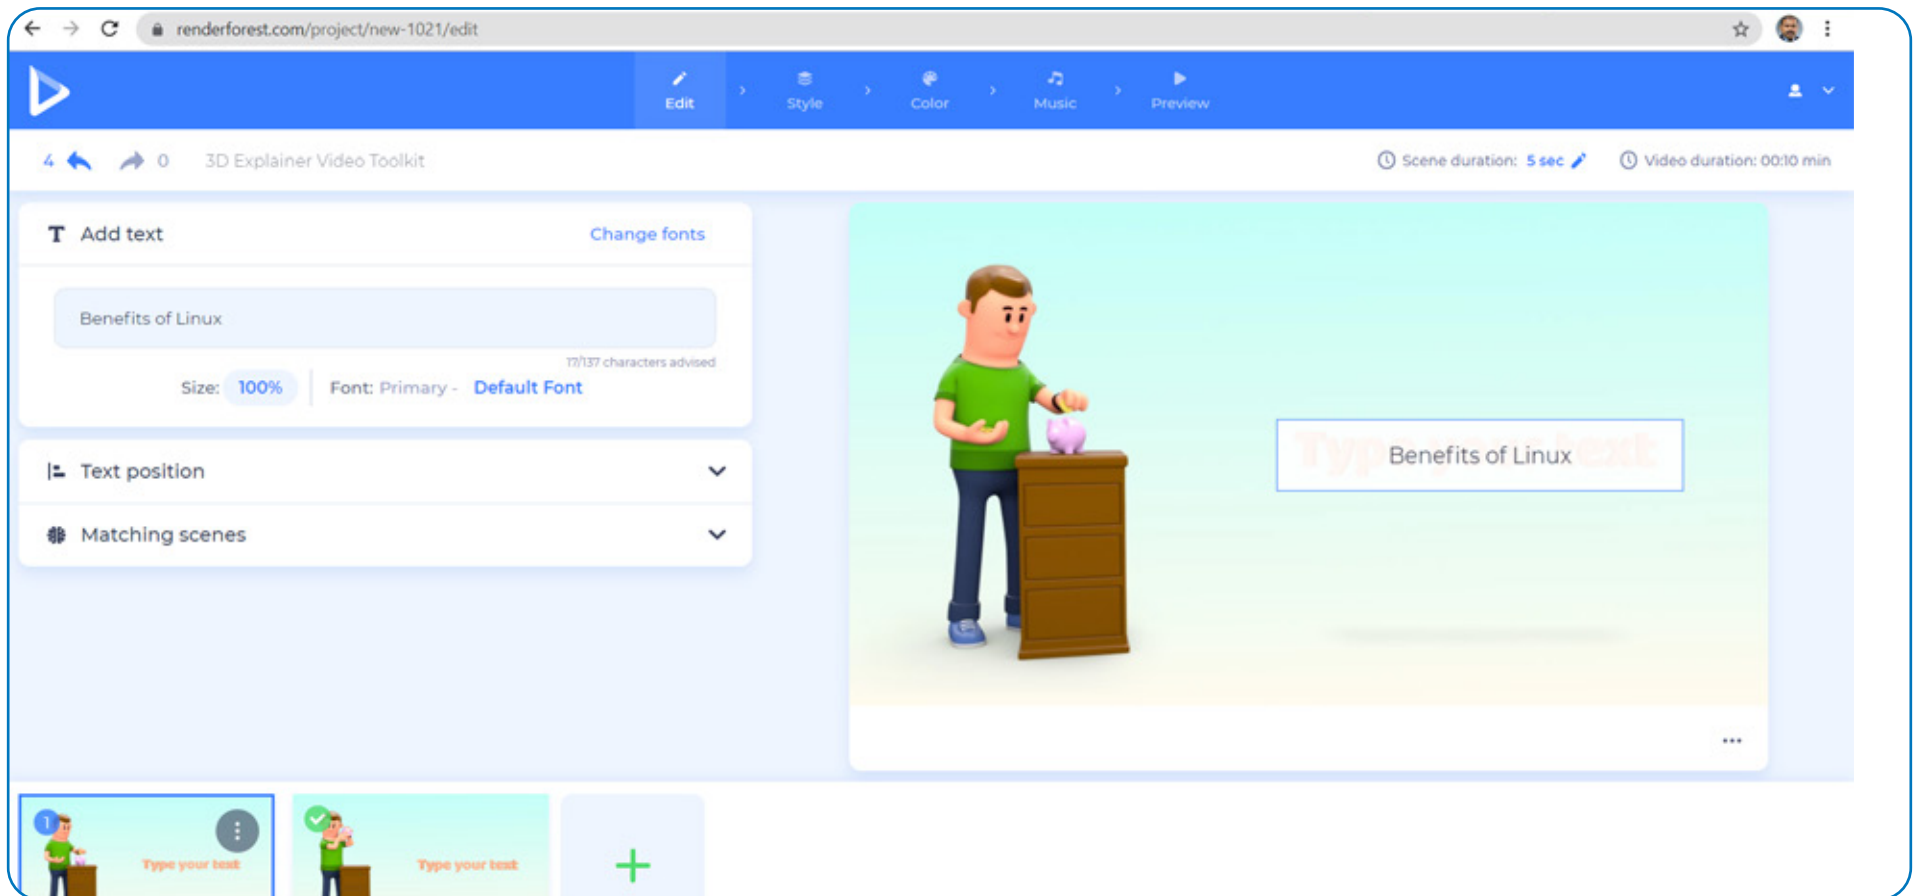 renderforest.com/project/new-1021/edit
Edit
Style
Color
Music
Preview
4
0
3D Explainer Video Toolkit
Scene duration: 5 sec
Video duration: 00:10 min
T Add text
Change fonts
Benefits of Linux
17/137 characters advised
Size: 100%
Font: Primary - Default Font
Text position
Matching scenes
Type your text
Benefits of Linux
1
Type your text
Type your text